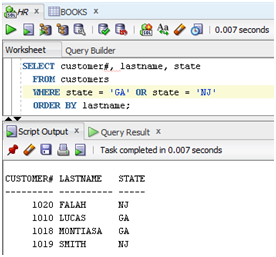 HR BOOKS
0.007 seconds
Worksheet Query Builder
SELECT customer#, lastname, state
FROM customers
WHERE state = 'GA' OR state = 'NJ'
ORDER BY lastname;
Script Output Query Result
Task completed in 0.007 seconds
CUSTOMER# LASTNAME STATE
--------- ---------- -----
1020 FALAH NJ
1010 LUCAS GA
1018 MONTIASA GA
1019 SMITH NJ